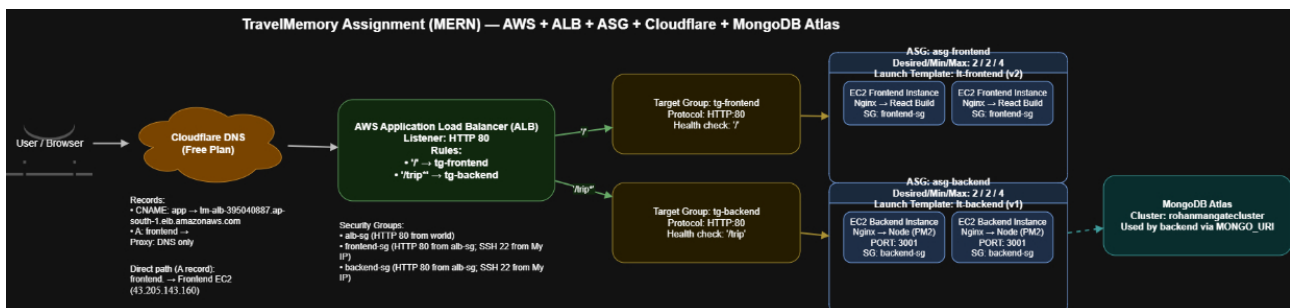 TravelMemory Assignment (MERN) — AWS + ALB + ASG + Cloudflare + MongoDB Atlas
User / Browser
Cloudflare DNS
(Free Plan)
Records:
• CNAME: app → tm-alb-395040887.ap-
south-1.elb.amazonaws.com
• A: frontend →
Proxy: DNS only
Direct path (A record):
frontend. → Frontend EC2
(43.205.143.160)
AWS Application Load Balancer (ALB)
Listener: HTTP 80
Rules:
• '/' → tg-frontend
• '/trip*' → tg-backend
Security Groups:
• alb-sg (HTTP 80 from world)
• frontend-sg (HTTP 80 from alb-sg; SSH 22 from My
IP)
• backend-sg (HTTP 80 from alb-sg; SSH 22 from My
IP)
'/'
'/trip*'
Target Group: tg-frontend
Protocol: HTTP:80
Health check: '/'
Target Group: tg-backend
Protocol: HTTP:80
Health check: '/trip'
ASG: asg-frontend
Desired/Min/Max: 2 / 2 / 4
Launch Template: lt-frontend (v2)
EC2 Frontend Instance
Nginx → React Build
SG: frontend-sg
EC2 Frontend Instance
Nginx → React Build
SG: frontend-sg
ASG: asg-backend
Desired/Min/Max: 2 / 2 / 4
Launch Template: lt-backend (v1)
EC2 Backend Instance
Nginx → Node (PM2)
PORT: 3001
SG: backend-sg
EC2 Backend Instance
Nginx → Node (PM2)
PORT: 3001
SG: backend-sg
MongoDB Atlas
Cluster: rohanmangatecluster
Used by backend via MONGO_URI